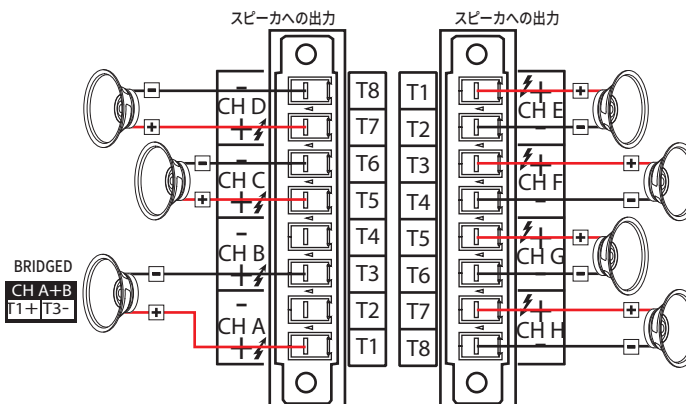 スピーカへの出力
スピーカへの出力
- + CH D T8 T7
- + CH C T6 T5
- + CH B T4 T3
- + CH A T2 T1
BRIDGED
CH A+B
T1+ T3-
T1 T2 + - CH E
T3 T4 + - CH F
T5 T6 + - CH G
T7 T8 + - CH H